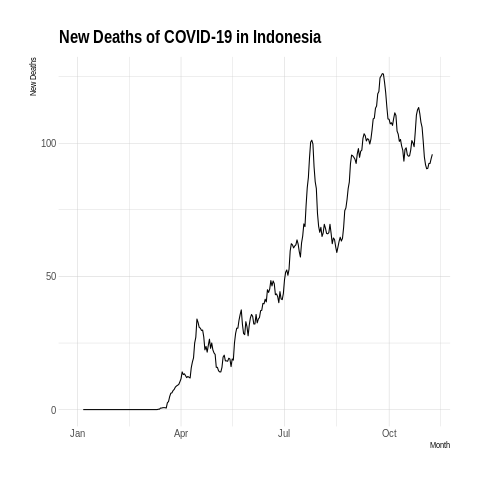 New Deaths of COVID-19 in Indonesia
New Deaths
100
50
0
Jan Apr Jul Oct
Month